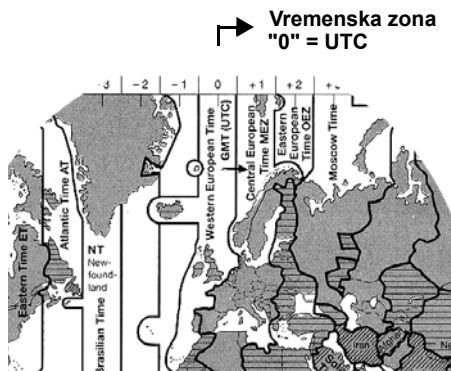 Vremenska zona
"0" = UTC
-3 -2 -1 0 +1 +2
Eastern Time ET
Atlantic Time AT
NT
New-
found-
land
Brasilian Time
Western European Time
GMT (UTC)
Central European
Time MEZ
Eastern
European
Time OEZ
Moscow Time
Iran
Afghan.
Ne